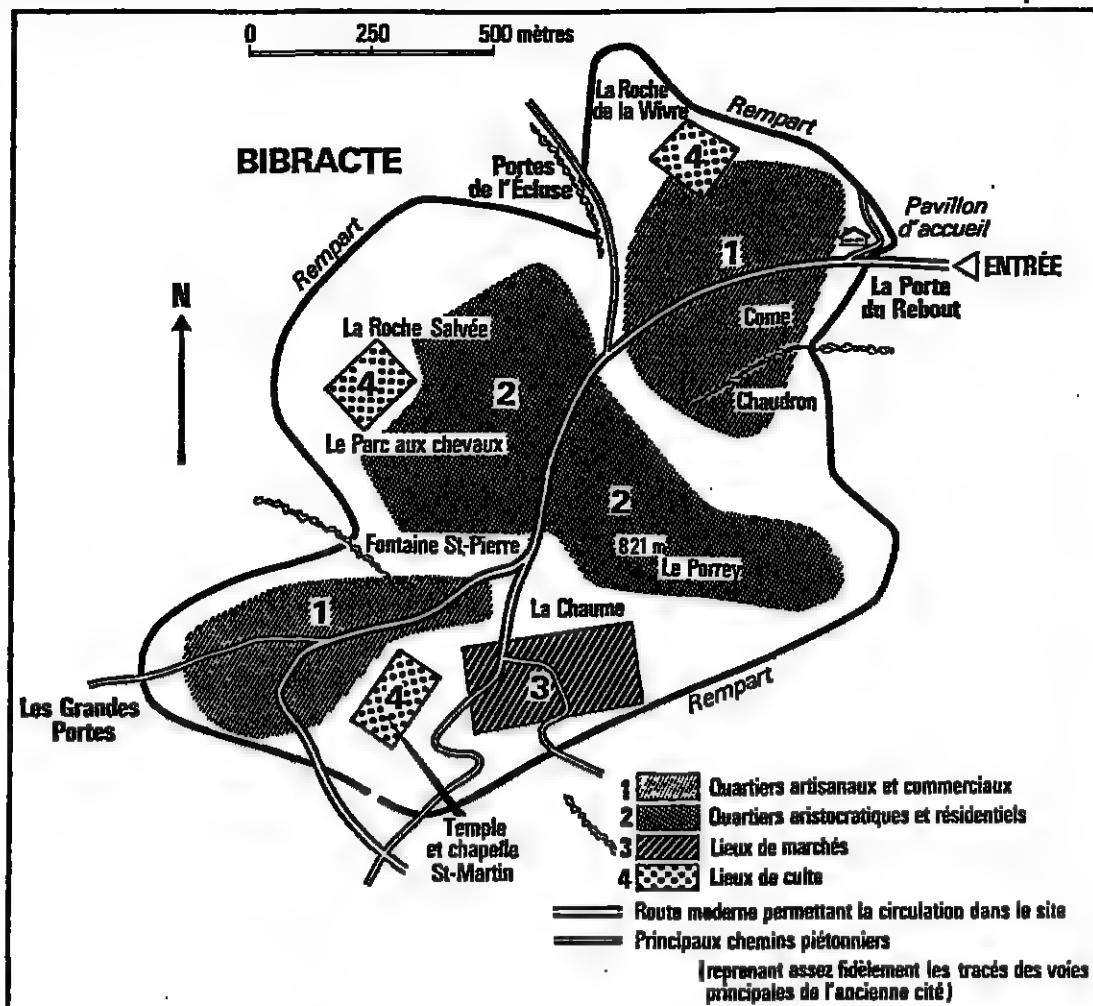 0 250 500 mètres
BIBRACTE
La Roche
de la Wivre
Rempart
4
Portes
de l'Écluse
Pavillon
d'accueil
1
ENTRÉE
La Porte
du Rebout
Rempart
N
Come
La Roche Salvée
4
2
Chaudron
Le Parc aux chevaux
2
821 m
Le Porrey
Fontaine St-Pierre
1
La Chaume
4
3
Rempart
Les Grandes
Portes
Temple
et chapelle
St-Martin
1 Quartiers artisanaux et commerciaux
2 Quartiers aristocratiques et résidentiels
3 Lieux de marchés
4 Lieux de culte
Route moderne permettant la circulation dans le site
Principaux chemins piétonniers
(reprenant assez fidèlement les tracés des voies
principales de l'ancienne cité)